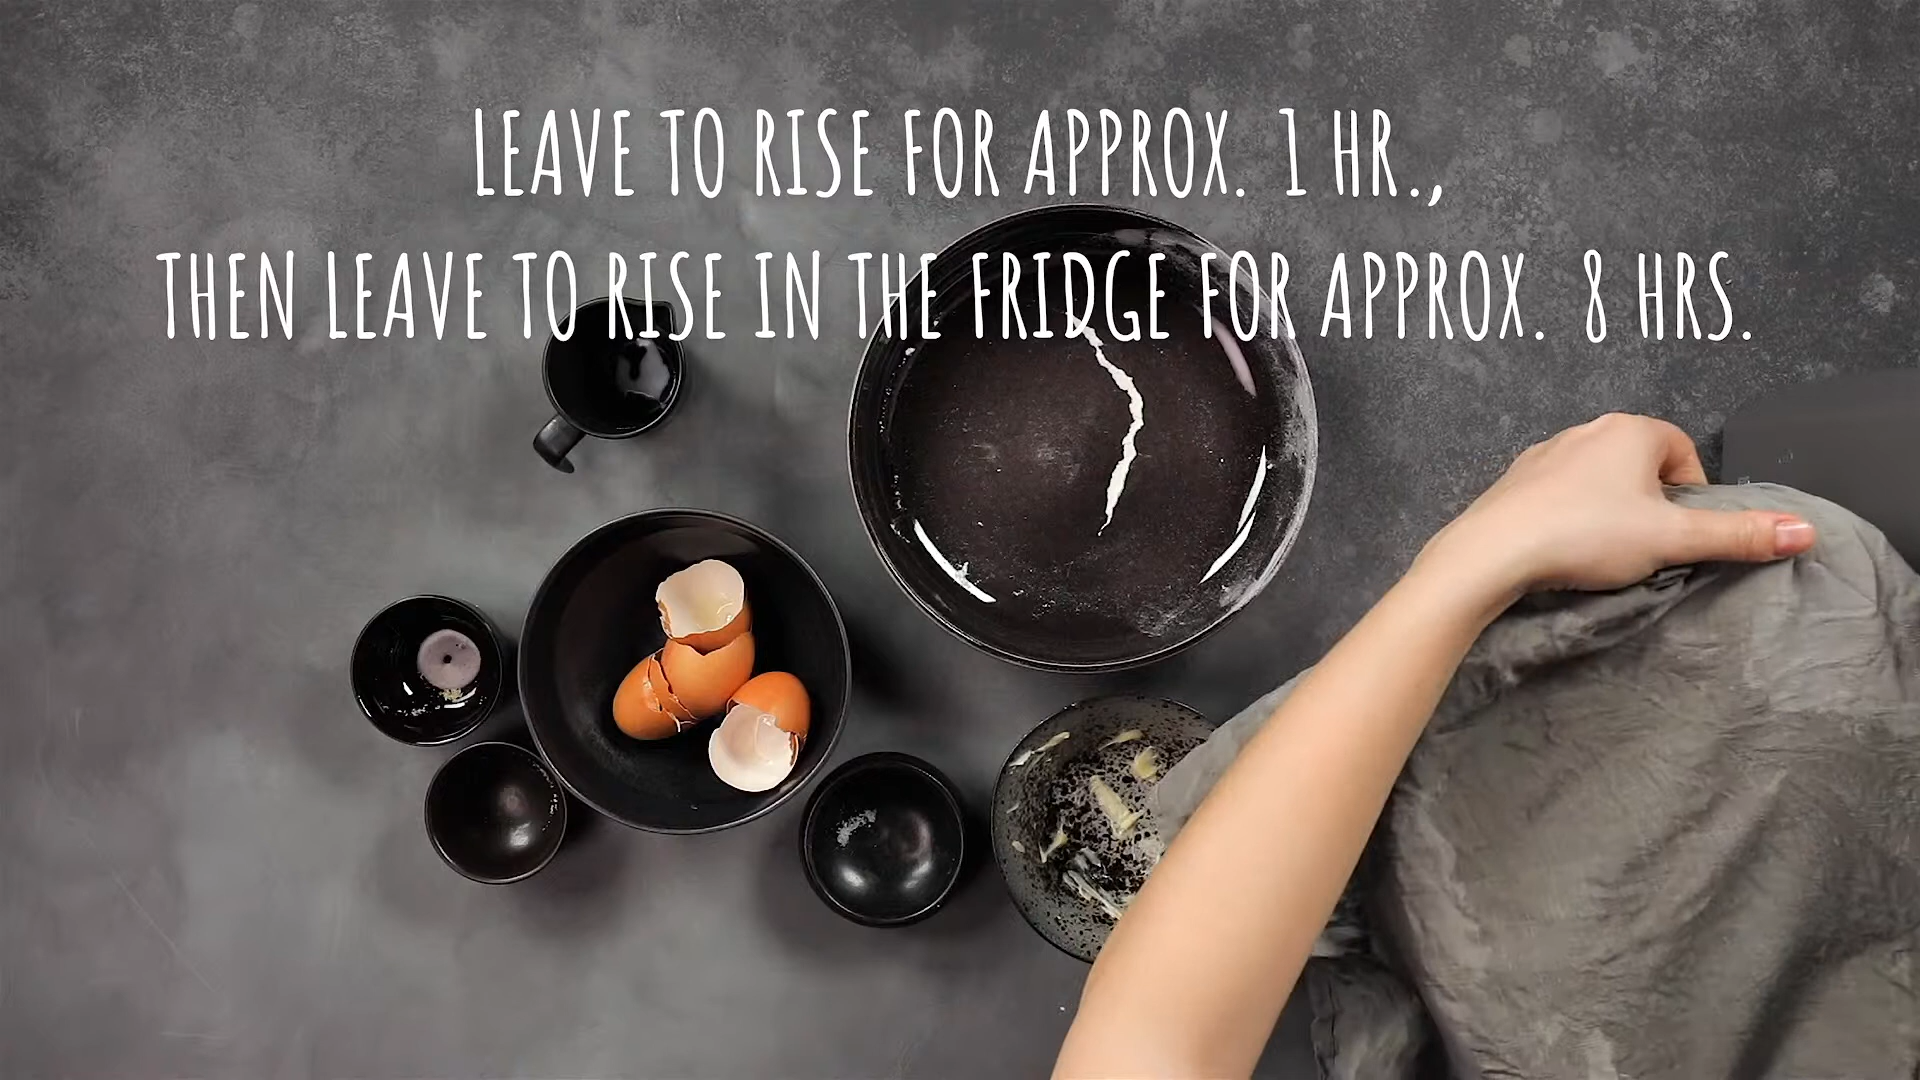 LEAVE TO RISE FOR APPROX. 1 HR.,
THEN LEAVE TO RISE IN THE FRIDGE FOR APPROX. 8 HRS.